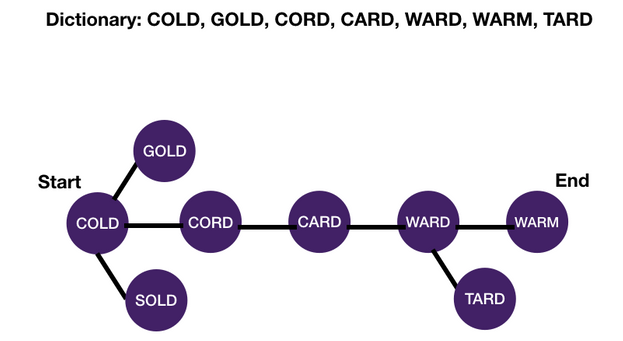 Dictionary: COLD, GOLD, CORD, CARD, WARD, WARM, TARD
GOLD
Start
End
COLD
CORD
CARD
WARD
WARM
SOLD
TARD